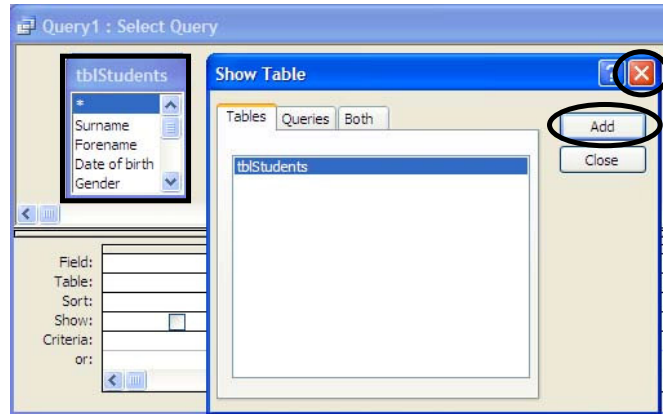 Query1 : Select Query
tblStudents
*
Surname
Forename
Date of birth
Gender
Show Table
?
Tables Queries Both
tblStudents
Add
Close
Field:
Table:
Sort:
Show:
Criteria:
or: